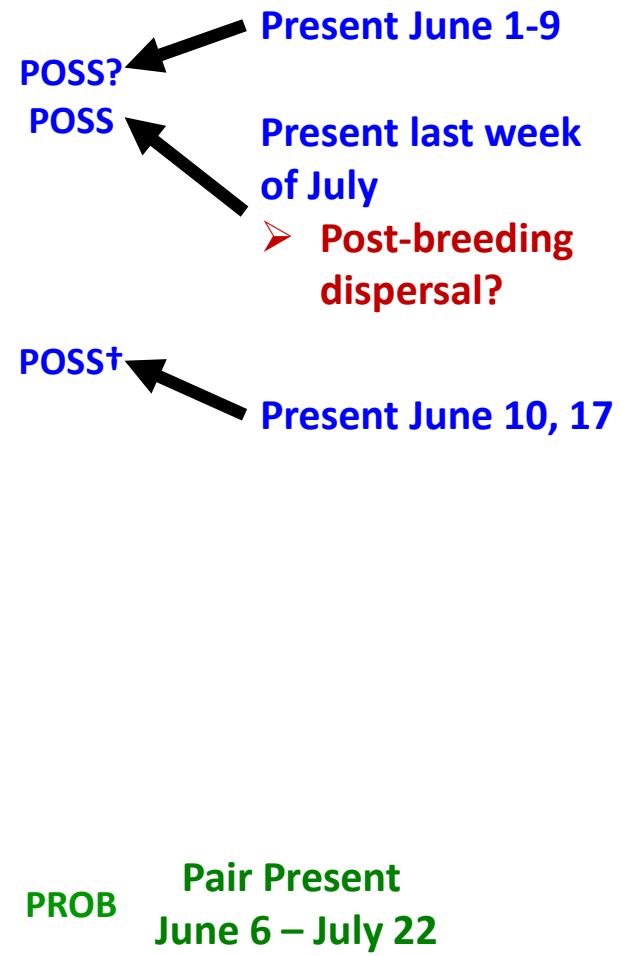 Present June 1-9
POSS?
POSS
Present last week
of July
➢ Post-breeding
dispersal?
POSS†
Present June 10, 17
Pair Present
PROB
June 6 – July 22